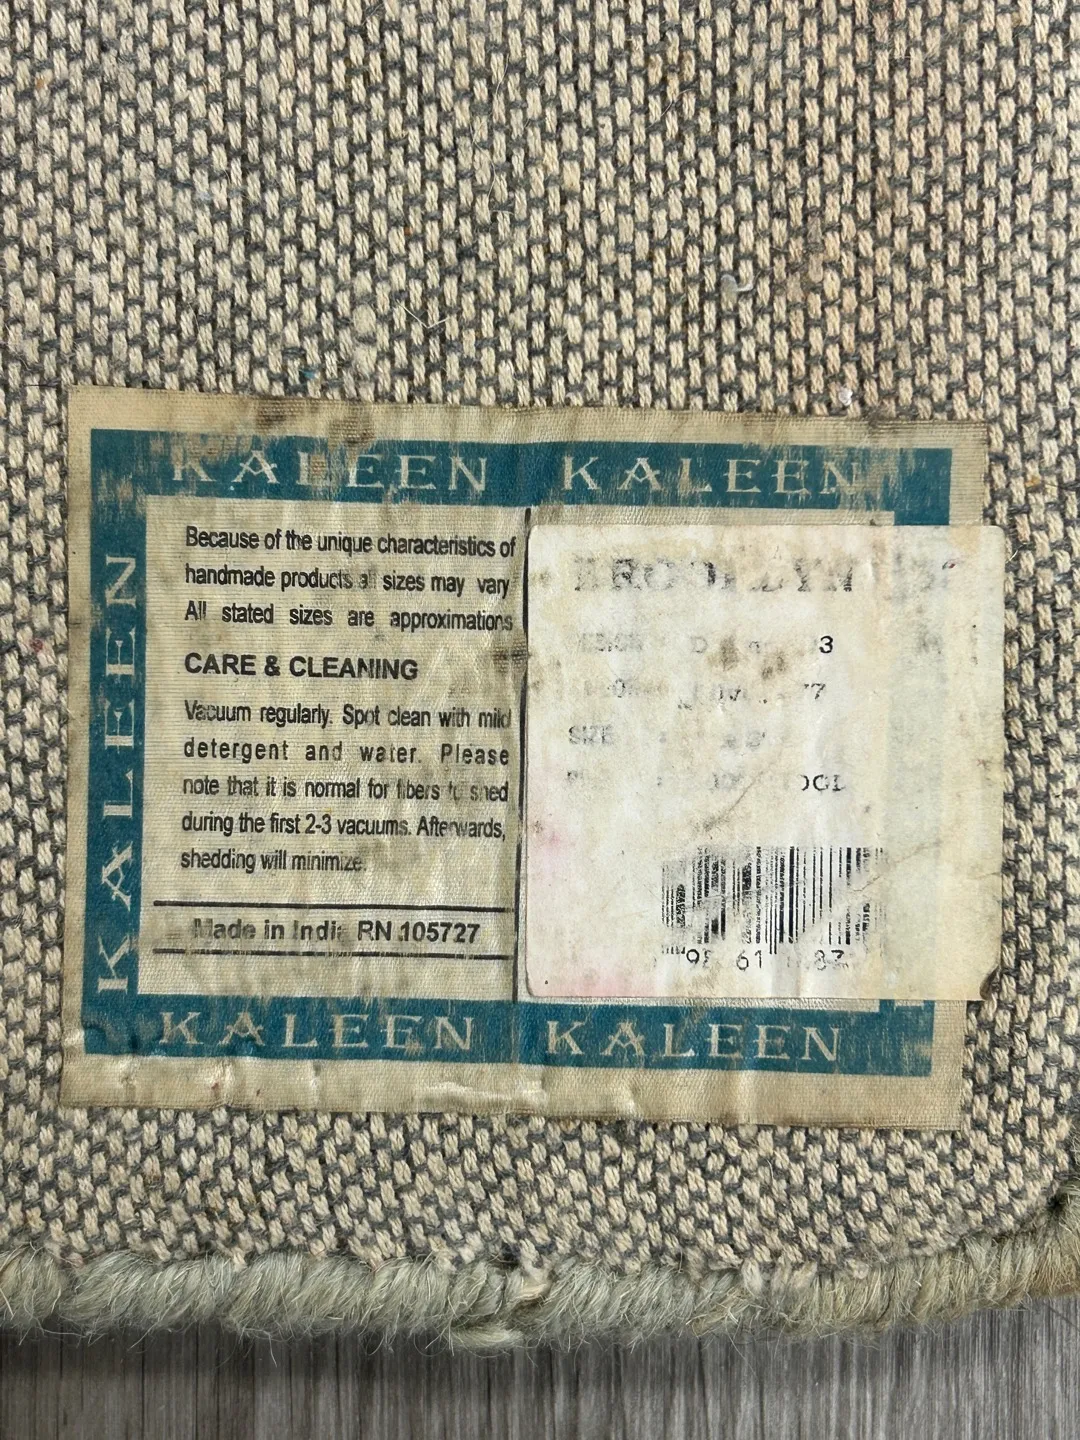 KALEEN KALEEN
KALEEN
Because of the unique characteristics of
handmade products all sizes may vary
All stated sizes are approximations
CARE & CLEANING
Vacuum regularly. Spot clean with mild
detergent and water. Please
note that it is normal for fibers to shed
during the first 2-3 vacuums. Afterwards,
shedding will minimize.
Made in India RN 105727
BROOKLYN
SIZE :
KALEEN KALEEN